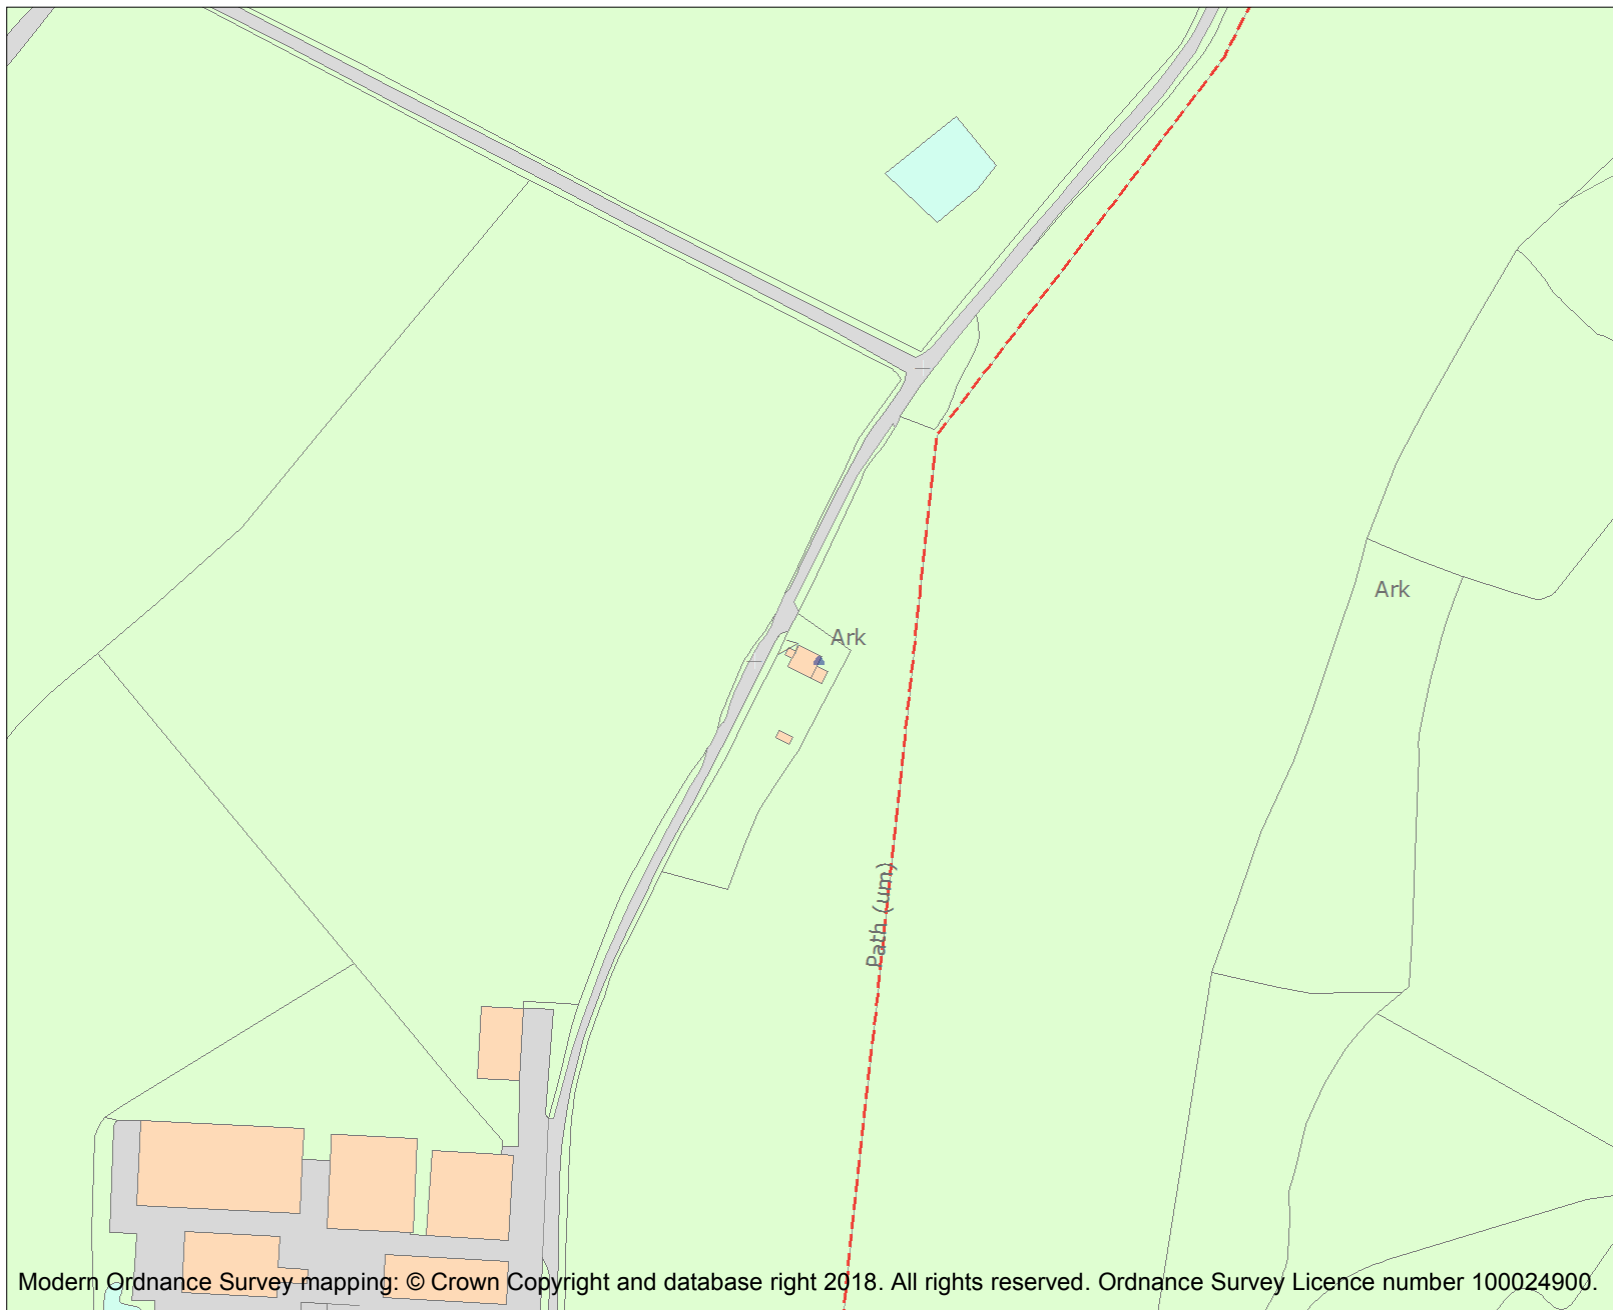 Ark
Ark
Path (um)
Modern Ordnance Survey mapping: © Crown Copyright and database right 2018. All rights reserved. Ordnance Survey Licence number 100024900.